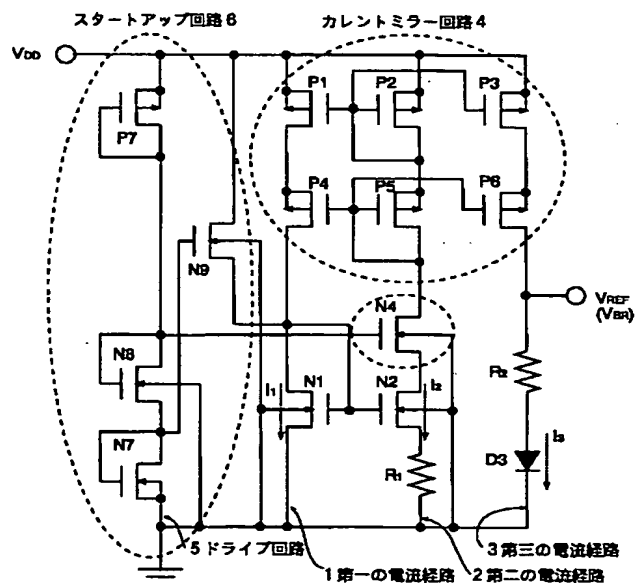 スタートアップ回路6
カレントミラー回路4
VDD
P1
P2
P3
P7
P4
P5
P6
N9
VREF
(VBR)
N4
N8
I1
N1
N2
I2
R2
N7
R1
D3
I3
5ドライブ回路
3第三の電流経路
1第一の電流経路
2第二の電流経路